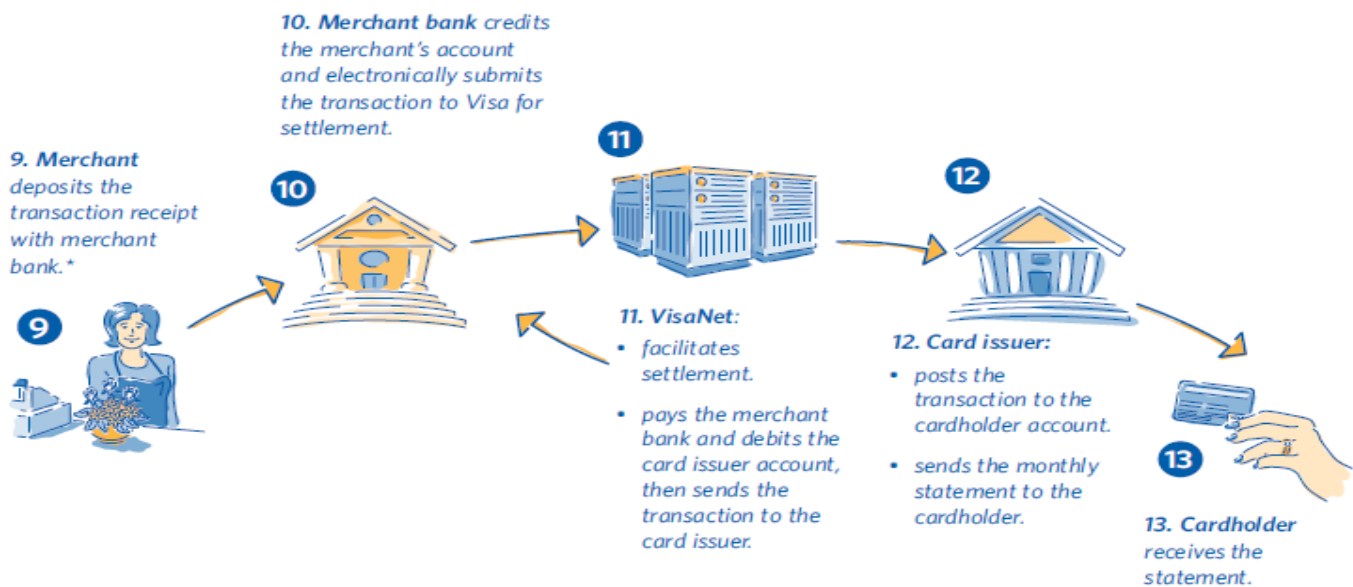 10. Merchant bank credits
the merchant's account
and electronically submits
the transaction to Visa for
settlement.
9. Merchant
deposits the
transaction receipt
with merchant
bank.*
9
10
11
12
11. VisaNet:
• facilitates
settlement.
• pays the merchant
bank and debits the
card issuer account,
then sends the
transaction to the
card issuer.
12. Card issuer:
• posts the
transaction to the
cardholder account.
• sends the monthly
statement to the
cardholder.
13
13. Cardholder
receives the
statement.